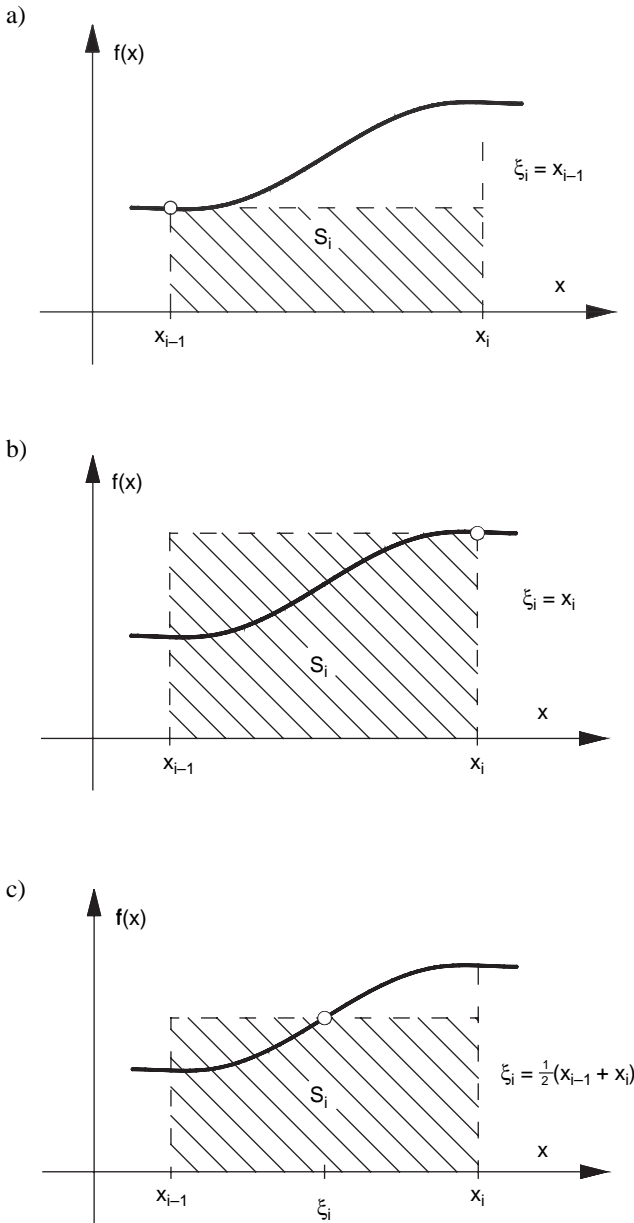 a)
f(x)
ξᵢ = xᵢ₋₁
Sᵢ
x
xᵢ₋₁
xᵢ
b)
f(x)
ξᵢ = xᵢ
Sᵢ
x
xᵢ₋₁
xᵢ
c)
f(x)
ξᵢ = ½(xᵢ₋₁ + xᵢ)
Sᵢ
x
xᵢ₋₁
ξᵢ
xᵢ